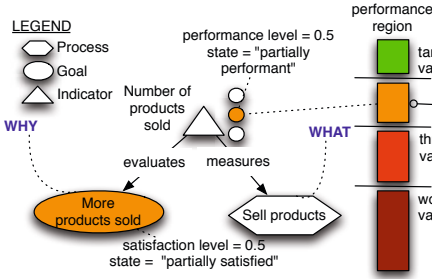 LEGEND
Process
Goal
Indicator
WHY
performance level = 0.5
state = "partially
performant"
Number of
products
sold
evaluates
measures
WHAT
More
products sold
Sell products
satisfaction level = 0.5
state = "partially satisfied"
performance
region